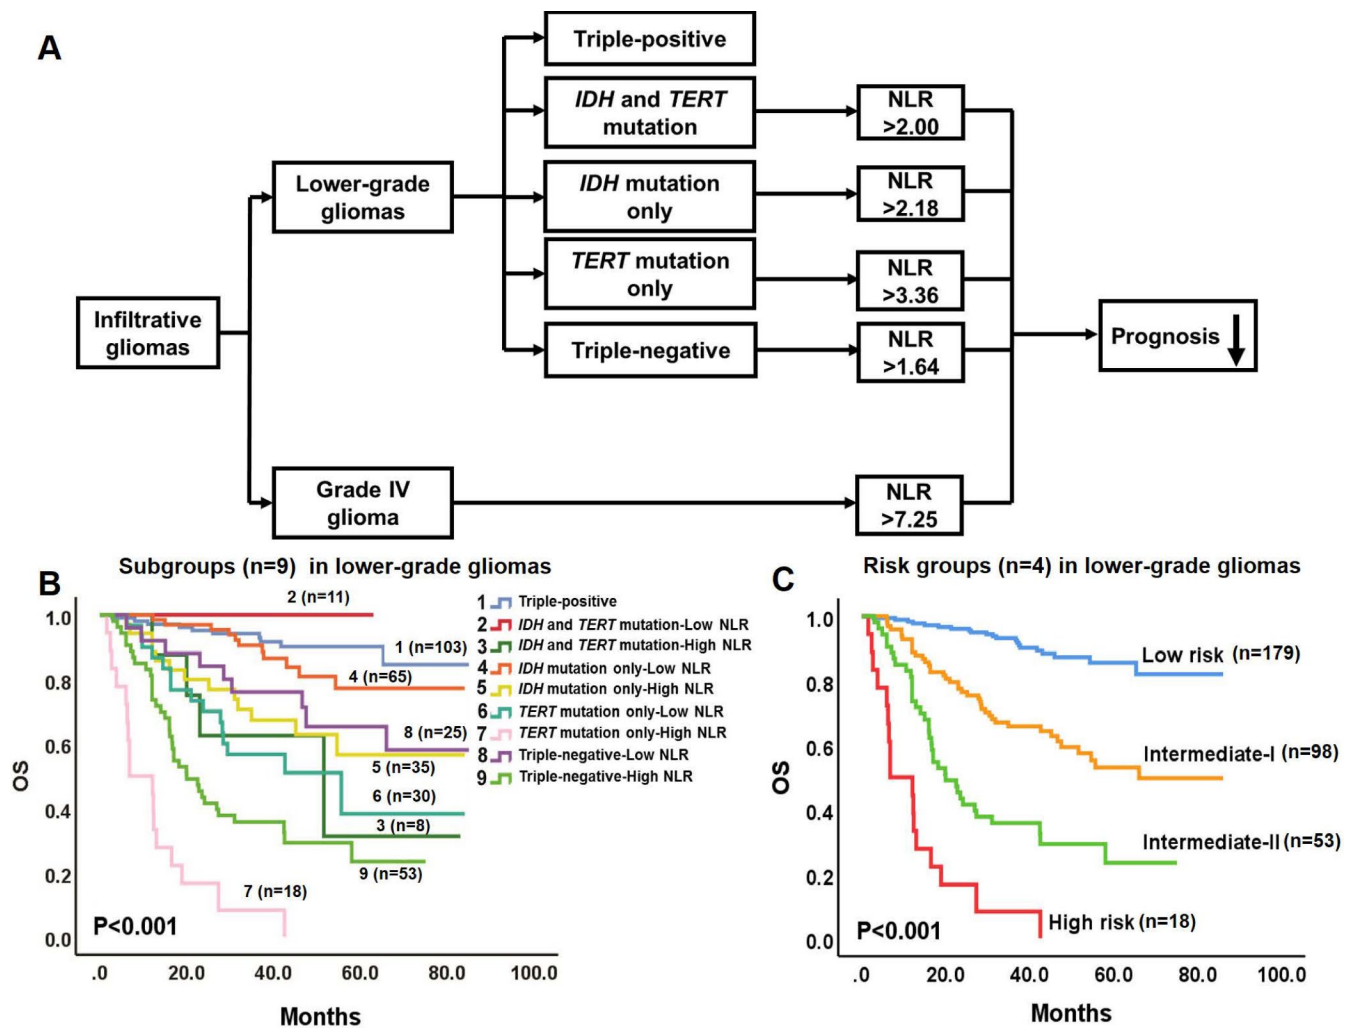 A
Triple-positive
IDH and TERT
mutation
NLR
>2.00
Lower-grade
gliomas
IDH mutation
only
NLR
>2.18
TERT mutation
only
NLR
>3.36
Infiltrative
gliomas
Triple-negative
NLR
>1.64
Prognosis
Grade IV
glioma
NLR
>7.25
B
Subgroups (n=9) in lower-grade gliomas
OS
1.0
0.8
0.6
0.4
0.2
0.0
2 (n=11)
1 (n=103)
4 (n=65)
8 (n=25)
5 (n=35)
6 (n=30)
3 (n=8)
9 (n=53)
7 (n=18)
P<0.001
1 Triple-positive
2 IDH and TERT mutation-Low NLR
3 IDH and TERT mutation-High NLR
4 IDH mutation only-Low NLR
5 IDH mutation only-High NLR
6 TERT mutation only-Low NLR
7 TERT mutation only-High NLR
8 Triple-negative-Low NLR
9 Triple-negative-High NLR
.0 20.0 40.0 60.0 80.0 100.0
Months
C
Risk groups (n=4) in lower-grade gliomas
OS
1.0
0.8
0.6
0.4
0.2
0.0
Low risk (n=179)
Intermediate-I (n=98)
Intermediate-II (n=53)
High risk (n=18)
P<0.001
.0 20.0 40.0 60.0 80.0 100.0
Months